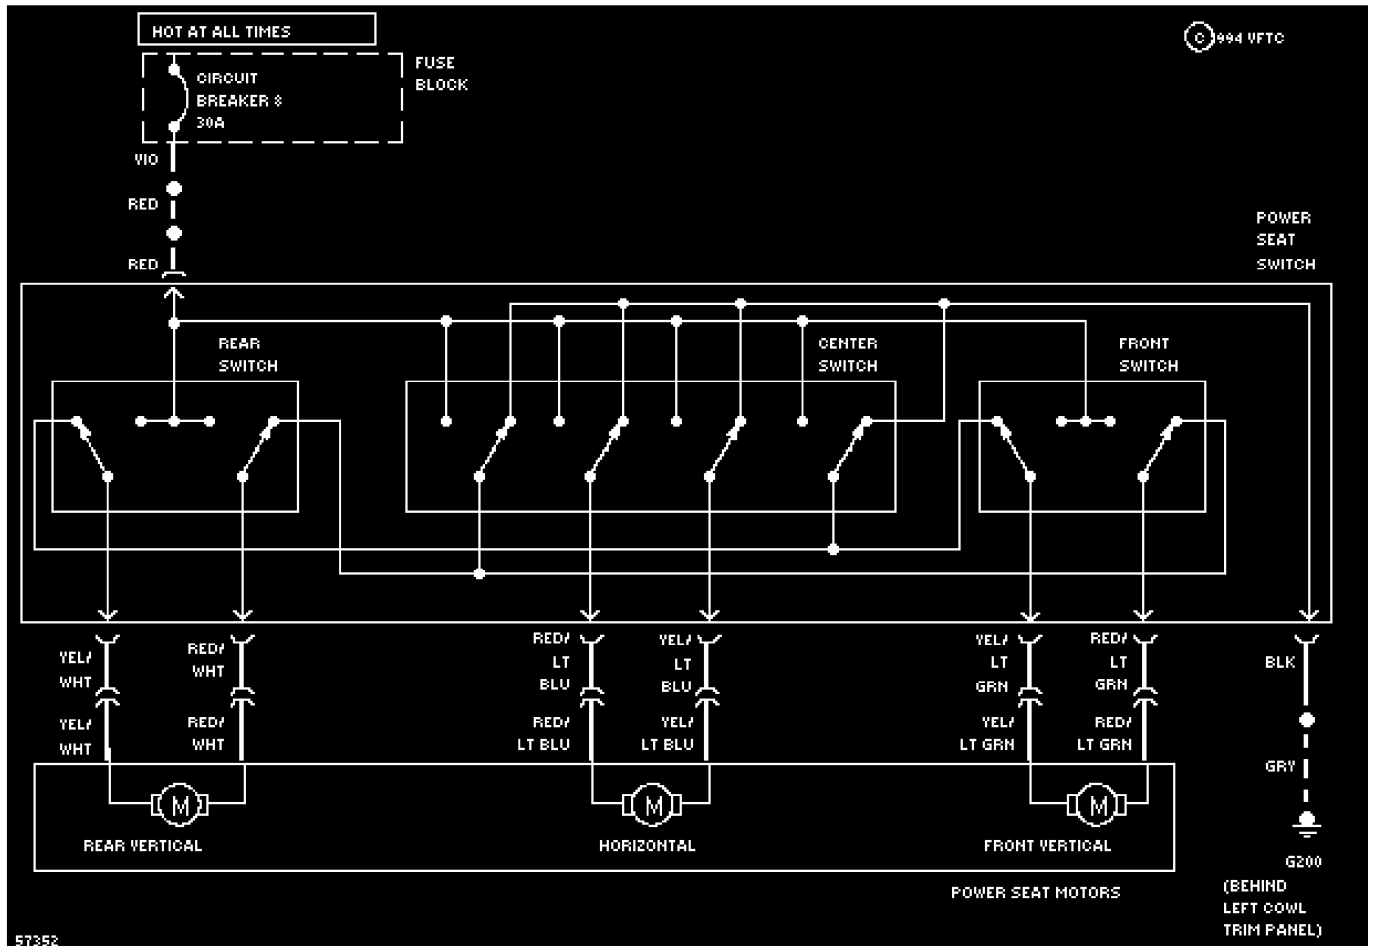 HOT AT ALL TIMES
© 1994 VFTC
FUSE
BLOCK
CIRCUIT
BREAKER 8
30A
VIO
RED
RED
POWER
SEAT
SWITCH
REAR
SWITCH
CENTER
SWITCH
FRONT
SWITCH
YEL/
WHT
RED/
WHT
RED/
LT
BLU
YEL/
LT
BLU
YEL/
LT
GRN
RED/
LT
GRN
BLK
YEL/
WHT
RED/
WHT
RED/
LT BLU
YEL/
LT BLU
YEL/
LT GRN
RED/
LT GRN
GRY
M
M
M
REAR VERTICAL
HORIZONTAL
FRONT VERTICAL
G200
(BEHIND
LEFT COWL
TRIM PANEL)
POWER SEAT MOTORS
57352